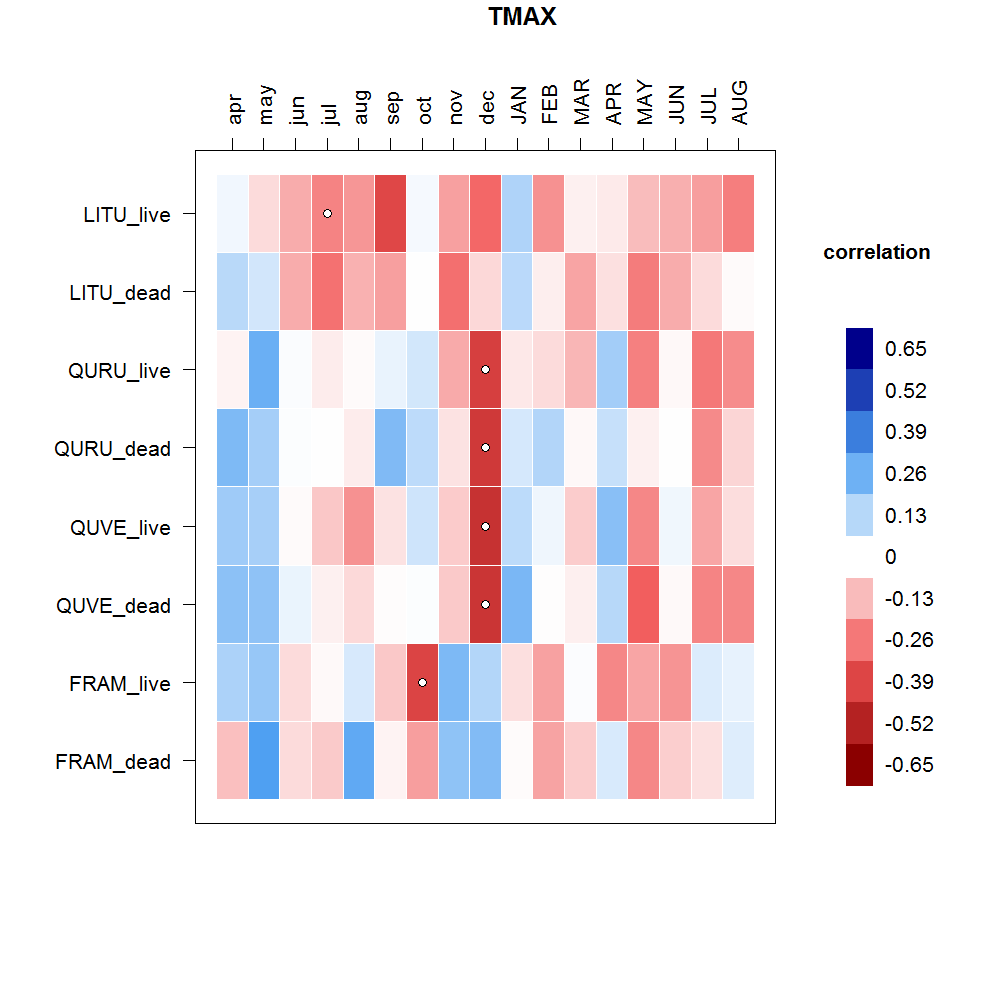 TMAX
apr may jun jul aug sep oct nov dec JAN FEB MAR APR MAY JUN JUL AUG
LITU_live
LITU_dead
QURU_live
QURU_dead
QUVE_live
QUVE_dead
FRAM_live
FRAM_dead
correlation
0.65
0.52
0.39
0.26
0.13
0
-0.13
-0.26
-0.39
-0.52
-0.65